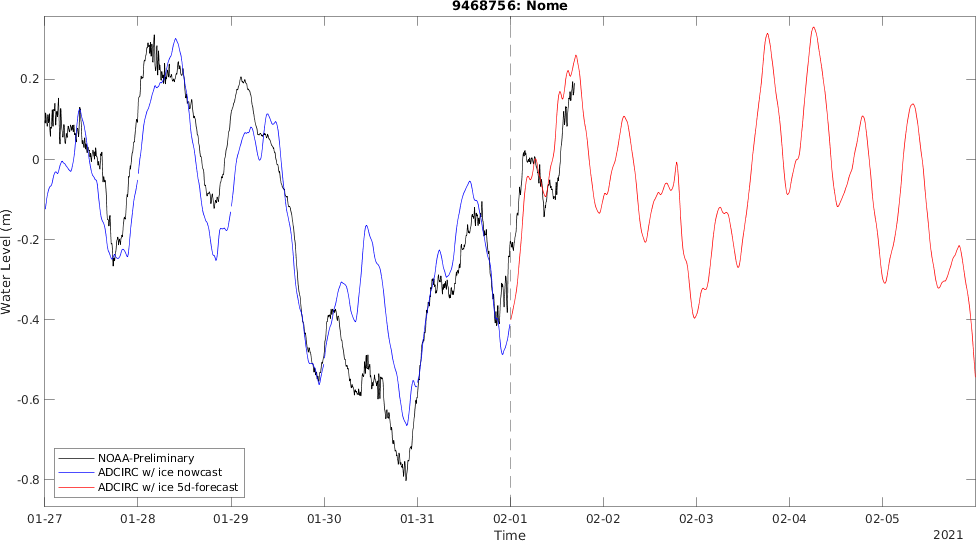 9468756: Nome
Water Level (m)
0.2
0
-0.2
-0.4
-0.6
-0.8
NOAA-Preliminary
ADCIRC w/ ice nowcast
ADCIRC w/ ice 5d-forecast
01-27 01-28 01-29 01-30 01-31 02-01 02-02 02-03 02-04 02-05
Time
2021